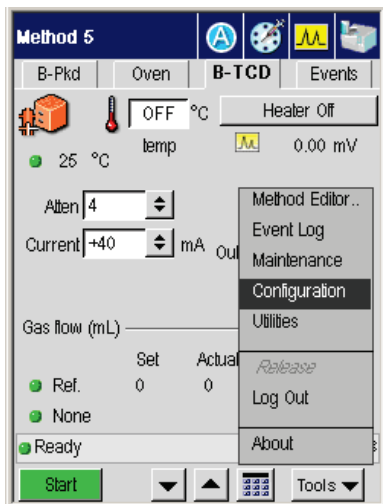 Method 5
B-Pkd Oven B-TCD Events
OFF °C Heater Off
temp 0.00 mV
25 °C
Atten 4
Current +40 mA
Method Editor..
Event Log
Maintenance
Configuration
Utilities
Release
Log Out
About
Gas flow (mL)
Set Actual
Ref. 0 0
None
Ready
Start Tools